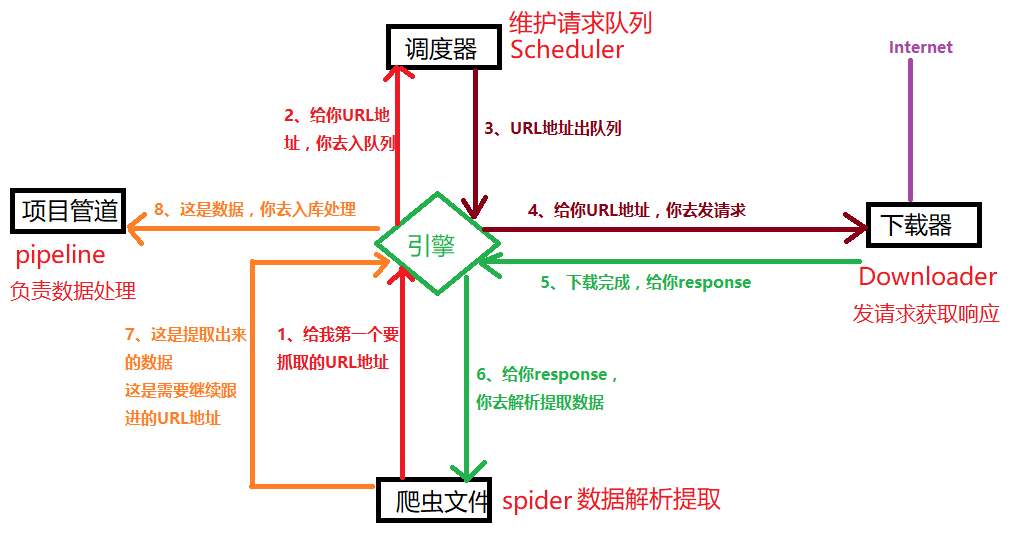 维护请求队列
调度器
Scheduler
Internet
2、给你URL地
址，你去入队列
3、URL地址出队列
项目管道
8、这是数据，你去入库处理
4、给你URL地址，你去发请求
下载器
引擎
pipeline
负责数据处理
5、下载完成，给你response
Downloader
发请求获取响应
7、这是提取出来
的数据
这是需要继续跟
进的URL地址
1、给我第一个要
抓取的URL地址
6、给你response，
你去解析提取数据
爬虫文件
spider 数据解析提取